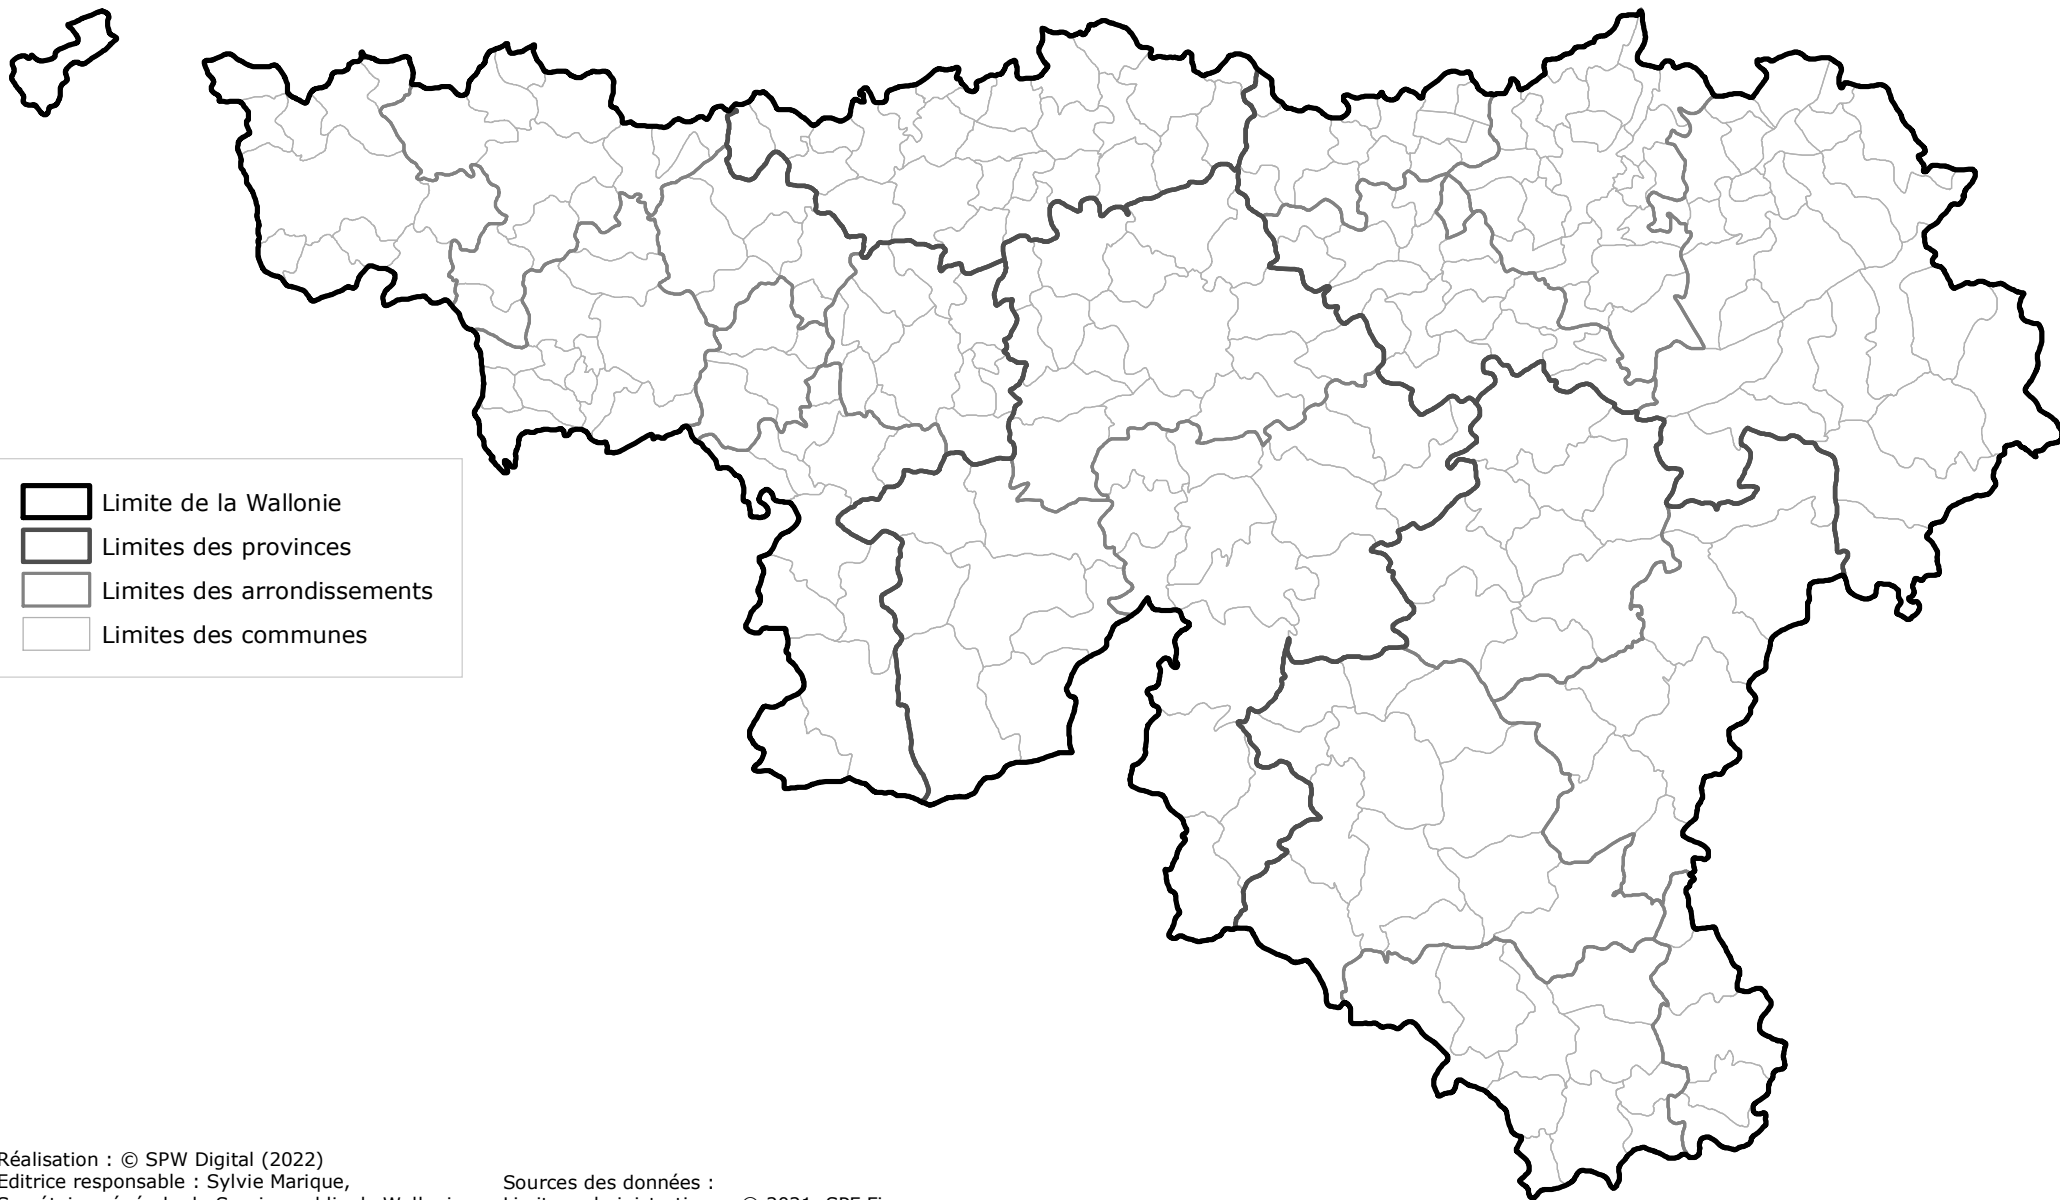 Limite de la Wallonie
Limites des provinces
Limites des arrondissements
Limites des communes
Réalisation : © SPW Digital (2022)
Editrice responsable : Sylvie Marique,
Sources des données :